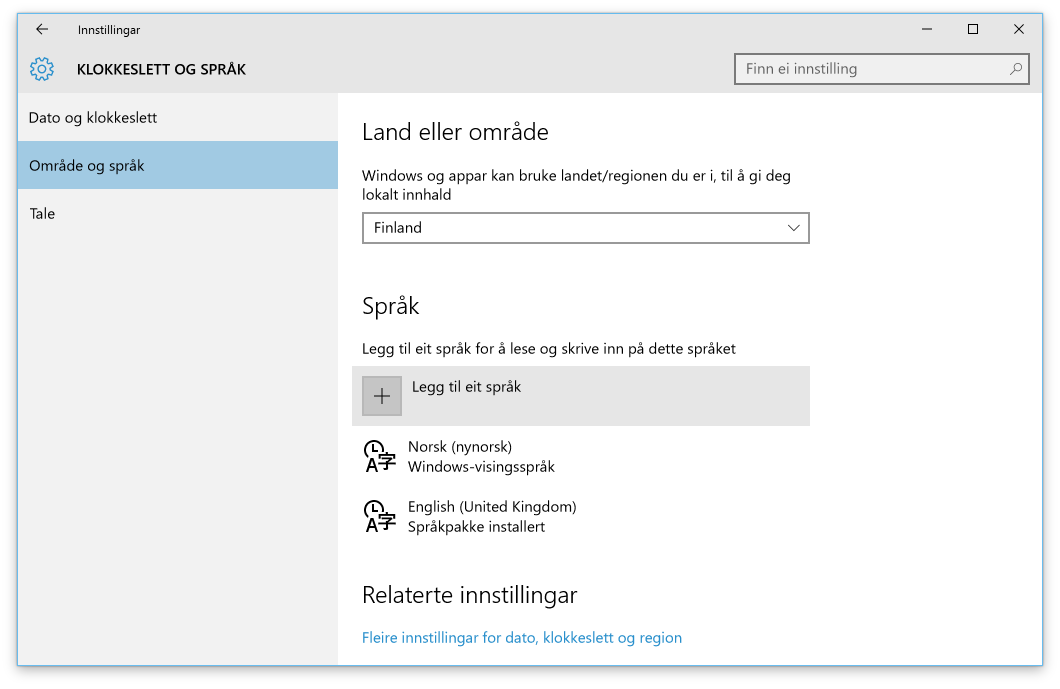 Innstillingar
KLOKKESLETT OG SPRÅK
Finn ei innstilling
Dato og klokkeslett
Område og språk
Tale
Land eller område
Windows og appar kan bruke landet/regionen du er i, til å gi deg
lokalt innhald
Finland
Språk
Legg til eit språk for å lese og skrive inn på dette språket
Legg til eit språk
Norsk (nynorsk)
Windows-visingsspråk
English (United Kingdom)
Språkpakke installert
Relaterte innstillingar
Fleire innstillingar for dato, klokkeslett og region